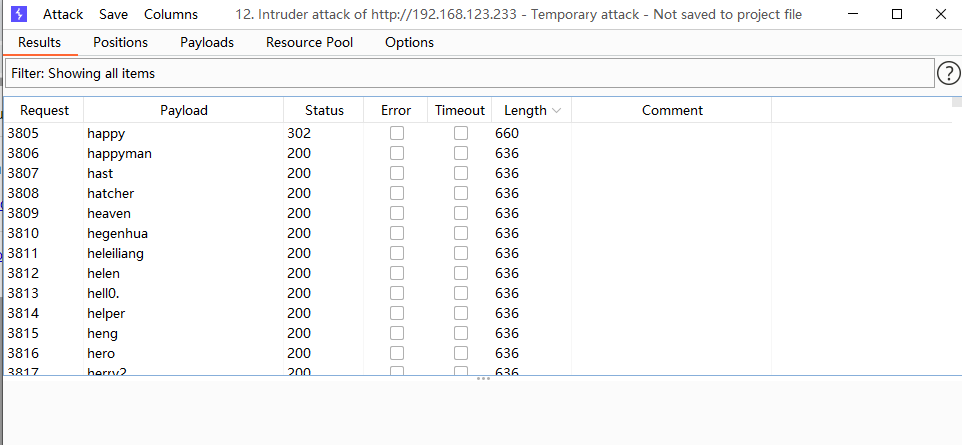 Attack Save Columns 12. Intruder attack of http://192.168.123.233 - Temporary attack - Not saved to project file
Results Positions Payloads Resource Pool Options
Filter: Showing all items ?
Request Payload Status Error Timeout Length Comment
3805 happy 302 660
3806 happyman 200 636
3807 hast 200 636
3808 hatcher 200 636
3809 heaven 200 636
3810 hegenhua 200 636
3811 heleiliang 200 636
3812 helen 200 636
3813 hell0. 200 636
3814 helper 200 636
3815 heng 200 636
3816 hero 200 636
3817 herry2 200 636